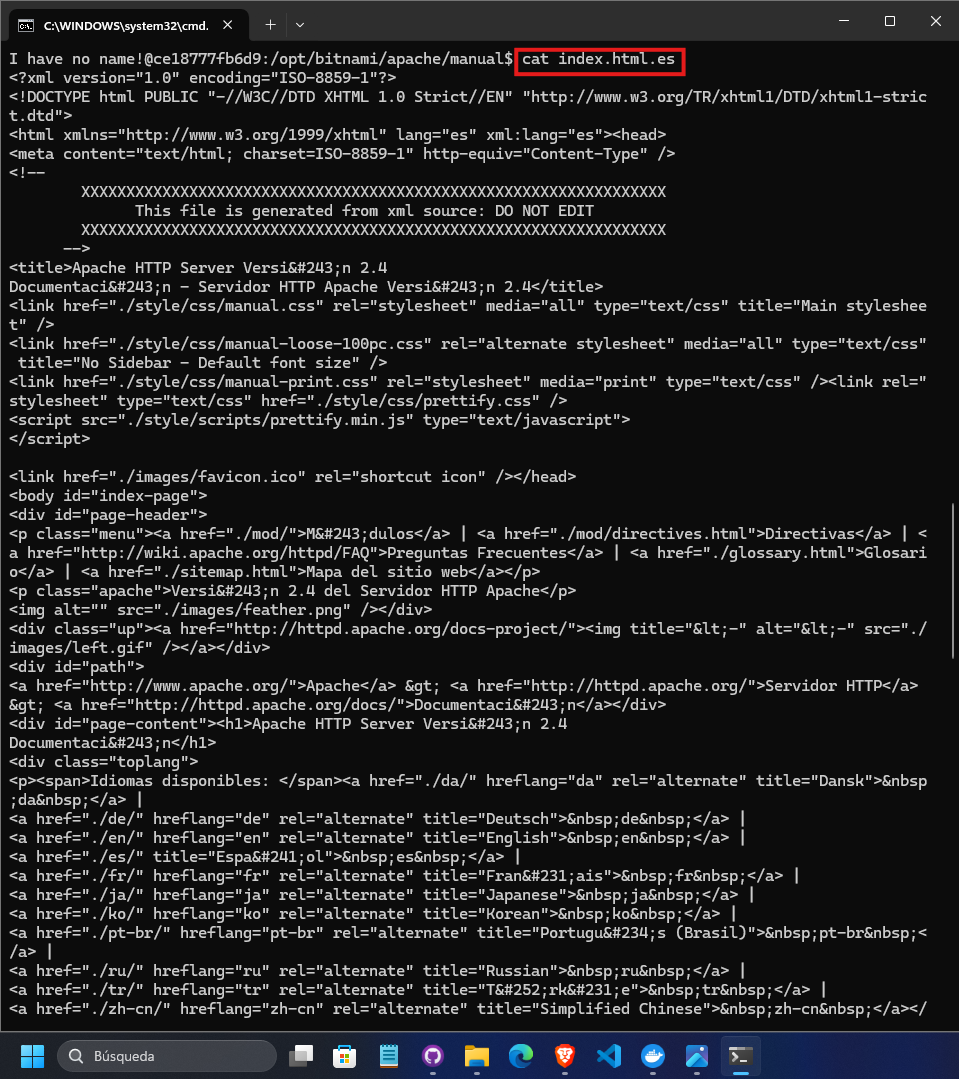 C:\WINDOWS\system32\cmd.
I have no name!@ce18777fb6d9:/opt/bitnami/apache/manual$ cat index.html.es
<?xml version="1.0" encoding="ISO-8859-1"?>
<!DOCTYPE html PUBLIC "-//W3C//DTD XHTML 1.0 Strict//EN" "http://www.w3.org/TR/xhtml1/DTD/xhtml1-stric
t.dtd">
<html xmlns="http://www.w3.org/1999/xhtml" lang="es" xml:lang="es"><head>
<meta content="text/html; charset=ISO-8859-1" http-equiv="Content-Type" />
<!--
        XXXXXXXXXXXXXXXXXXXXXXXXXXXXXXXXXXXXXXXXXXXXXXXXXXXXXXXXXXXXXXXXX
              This file is generated from xml source: DO NOT EDIT
        XXXXXXXXXXXXXXXXXXXXXXXXXXXXXXXXXXXXXXXXXXXXXXXXXXXXXXXXXXXXXXXXX
      -->
<title>Apache HTTP Server Versi&#243;n 2.4
Documentaci&#243;n - Servidor HTTP Apache Versi&#243;n 2.4</title>
<link href="./style/css/manual.css" rel="stylesheet" media="all" type="text/css" title="Main styleshee
t" />
<link href="./style/css/manual-loose-100pc.css" rel="alternate stylesheet" media="all" type="text/css"
 title="No Sidebar - Default font size" />
<link href="./style/css/manual-print.css" rel="stylesheet" media="print" type="text/css" /><link rel="
stylesheet" type="text/css" href="./style/css/prettify.css" />
<script src="./style/scripts/prettify.min.js" type="text/javascript">
</script>

<link href="./images/favicon.ico" rel="shortcut icon" /></head>
<body id="index-page">
<div id="page-header">
<p class="menu"><a href="./mod/">M&#243;dulos</a> | <a href="./mod/directives.html">Directivas</a> | <
a href="http://wiki.apache.org/httpd/FAQ">Preguntas Frecuentes</a> | <a href="./glossary.html">Glosari
o</a> | <a href="./sitemap.html">Mapa del sitio web</a></p>
<p class="apache">Versi&#243;n 2.4 del Servidor HTTP Apache</p>
<img alt="" src="./images/feather.png" /></div>
<div class="up"><a href="http://httpd.apache.org/docs-project/"><img title="&lt;-" alt="&lt;-" src="./
images/left.gif" /></a></div>
<div id="path">
<a href="http://www.apache.org/">Apache</a> &gt; <a href="http://httpd.apache.org/">Servidor HTTP</a>
&gt; <a href="http://httpd.apache.org/docs/">Documentaci&#243;n</a></div>
<div id="page-content"><h1>Apache HTTP Server Versi&#243;n 2.4
Documentaci&#243;n</h1>
<div class="toplang">
<p><span>Idiomas disponibles: </span><a href="./da/" hreflang="da" rel="alternate" title="Dansk">&nbsp
;da&nbsp;</a> |
<a href="./de/" hreflang="de" rel="alternate" title="Deutsch">&nbsp;de&nbsp;</a> |
<a href="./en/" hreflang="en" rel="alternate" title="English">&nbsp;en&nbsp;</a> |
<a href="./es/" title="Espa&#241;ol">&nbsp;es&nbsp;</a> |
<a href="./fr/" hreflang="fr" rel="alternate" title="Fran&#231;ais">&nbsp;fr&nbsp;</a> |
<a href="./ja/" hreflang="ja" rel="alternate" title="Japanese">&nbsp;ja&nbsp;</a> |
<a href="./ko/" hreflang="ko" rel="alternate" title="Korean">&nbsp;ko&nbsp;</a> |
<a href="./pt-br/" hreflang="pt-br" rel="alternate" title="Portugu&#234;s (Brasil)">&nbsp;pt-br&nbsp;<
/a> |
<a href="./ru/" hreflang="ru" rel="alternate" title="Russian">&nbsp;ru&nbsp;</a> |
<a href="./tr/" hreflang="tr" rel="alternate" title="T&#252;rk&#231;e">&nbsp;tr&nbsp;</a> |
<a href="./zh-cn/" hreflang="zh-cn" rel="alternate" title="Simplified Chinese">&nbsp;zh-cn&nbsp;</a></
Búsqueda